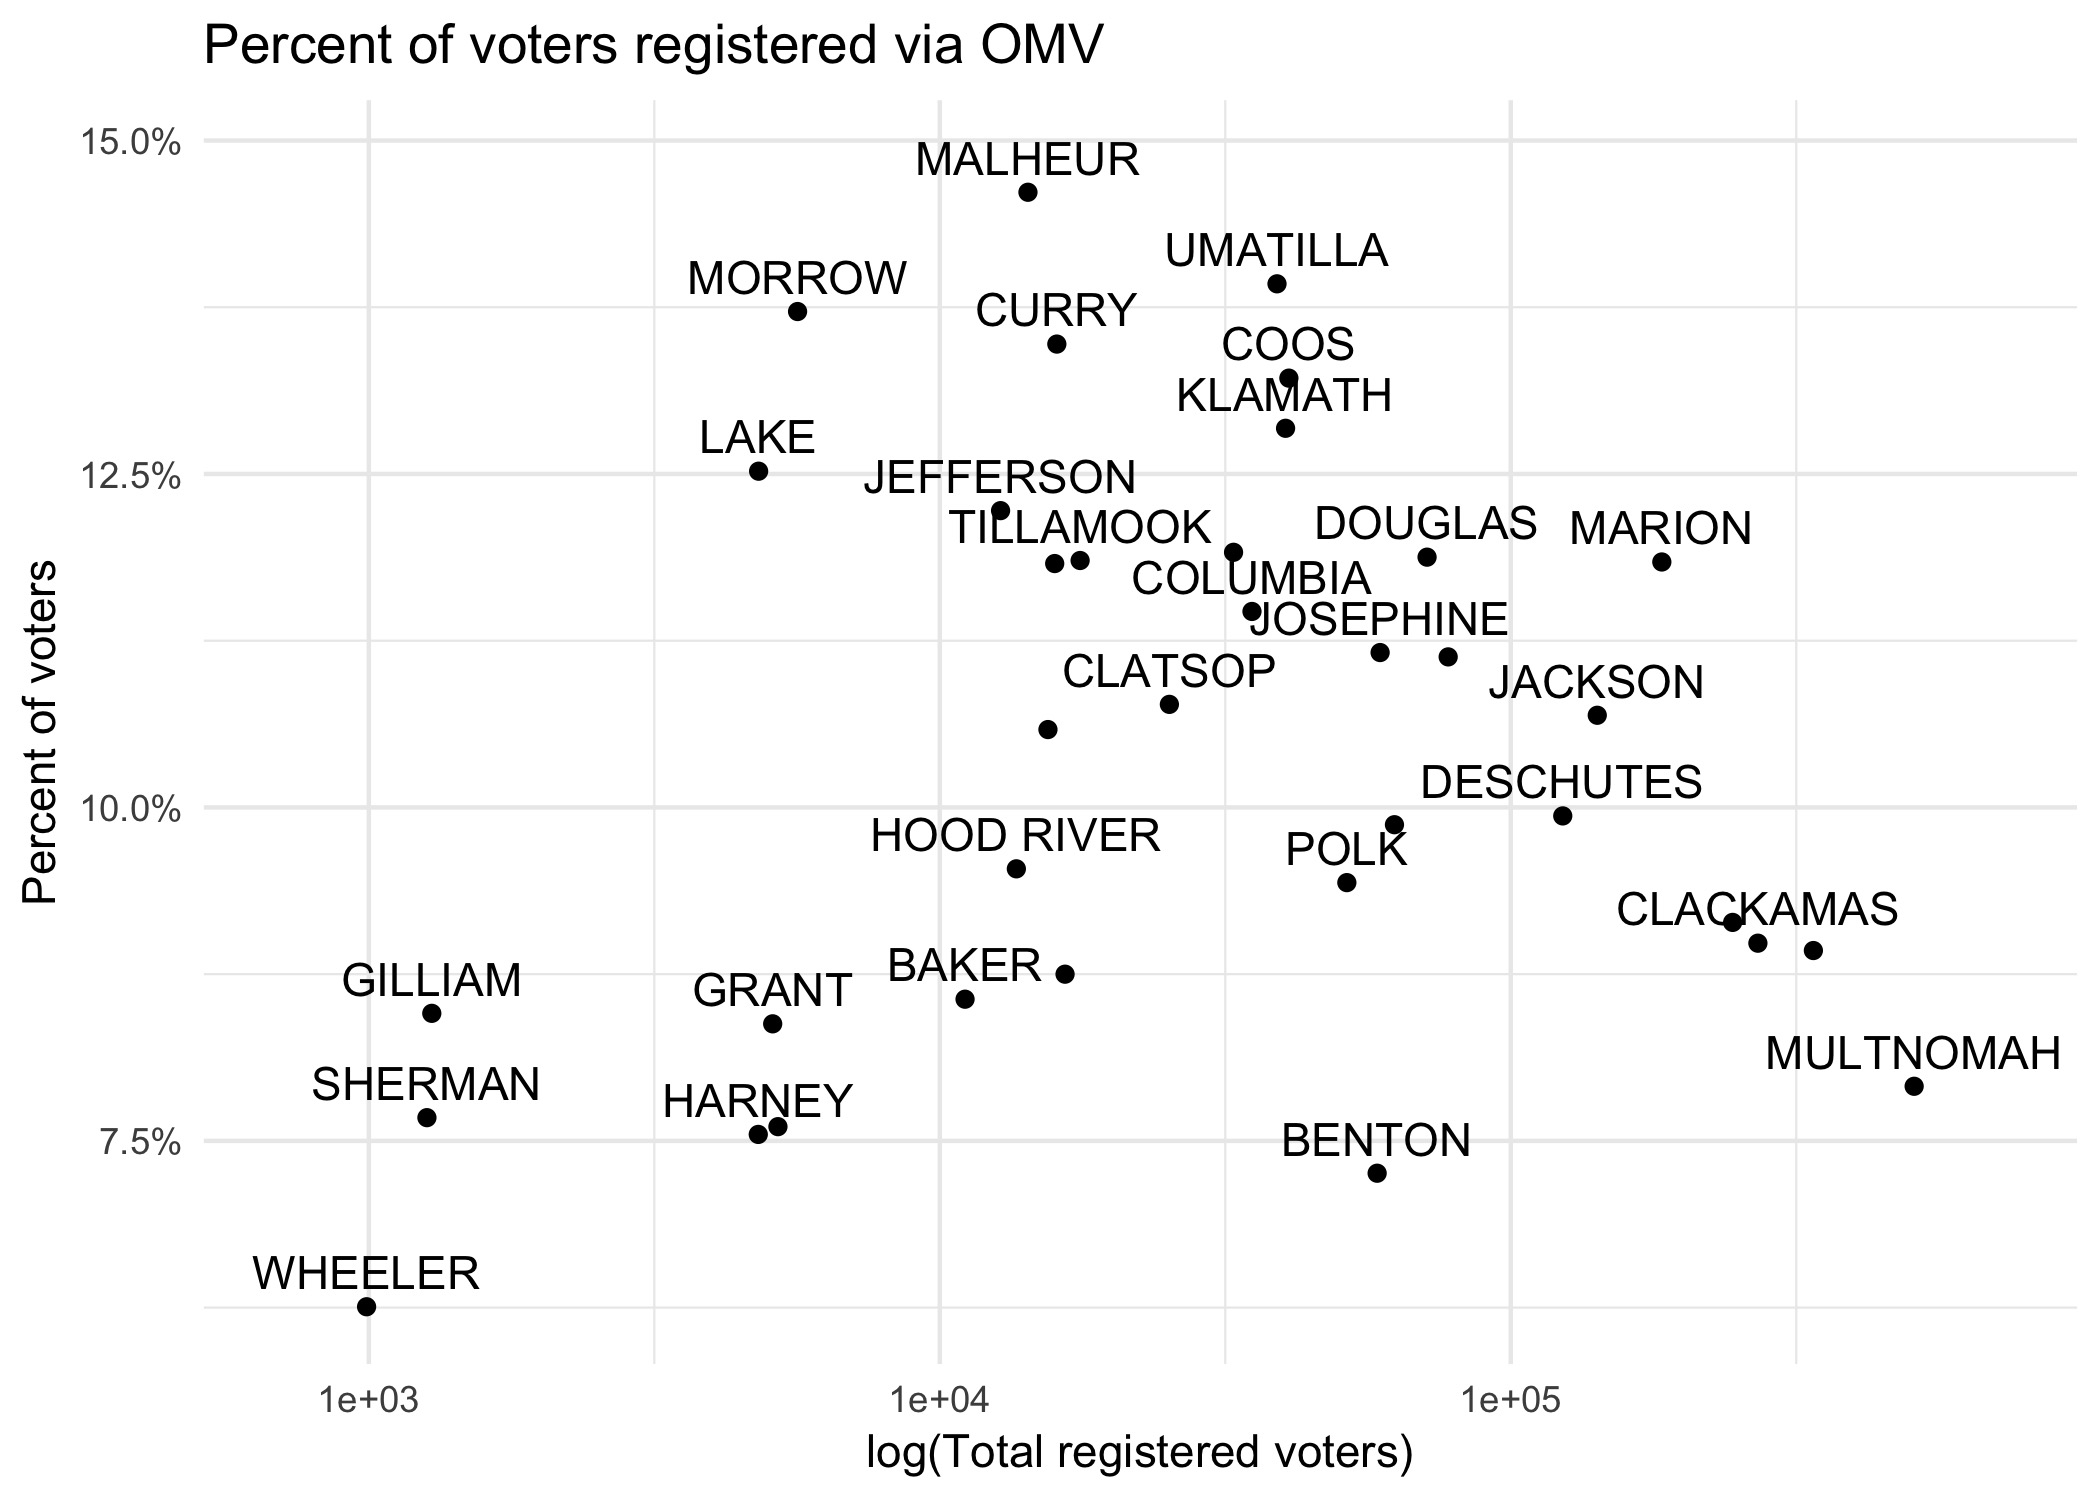 Percent of voters registered via OMV
15.0%
MALHEUR
UMATILLA
MORROW
CURRY
COOS
KLAMATH
LAKE
12.5%
JEFFERSON
TILLAMOOK
DOUGLAS
MARION
COLUMBIA
JOSEPHINE
CLATSOP
JACKSON
DESCHUTES
10.0%
HOOD RIVER
POLK
CLACKAMAS
BAKER
GILLIAM
GRANT
MULTNOMAH
SHERMAN
HARNEY
7.5%
BENTON
WHEELER
Percent of voters
1e+03
1e+04
1e+05
log(Total registered voters)